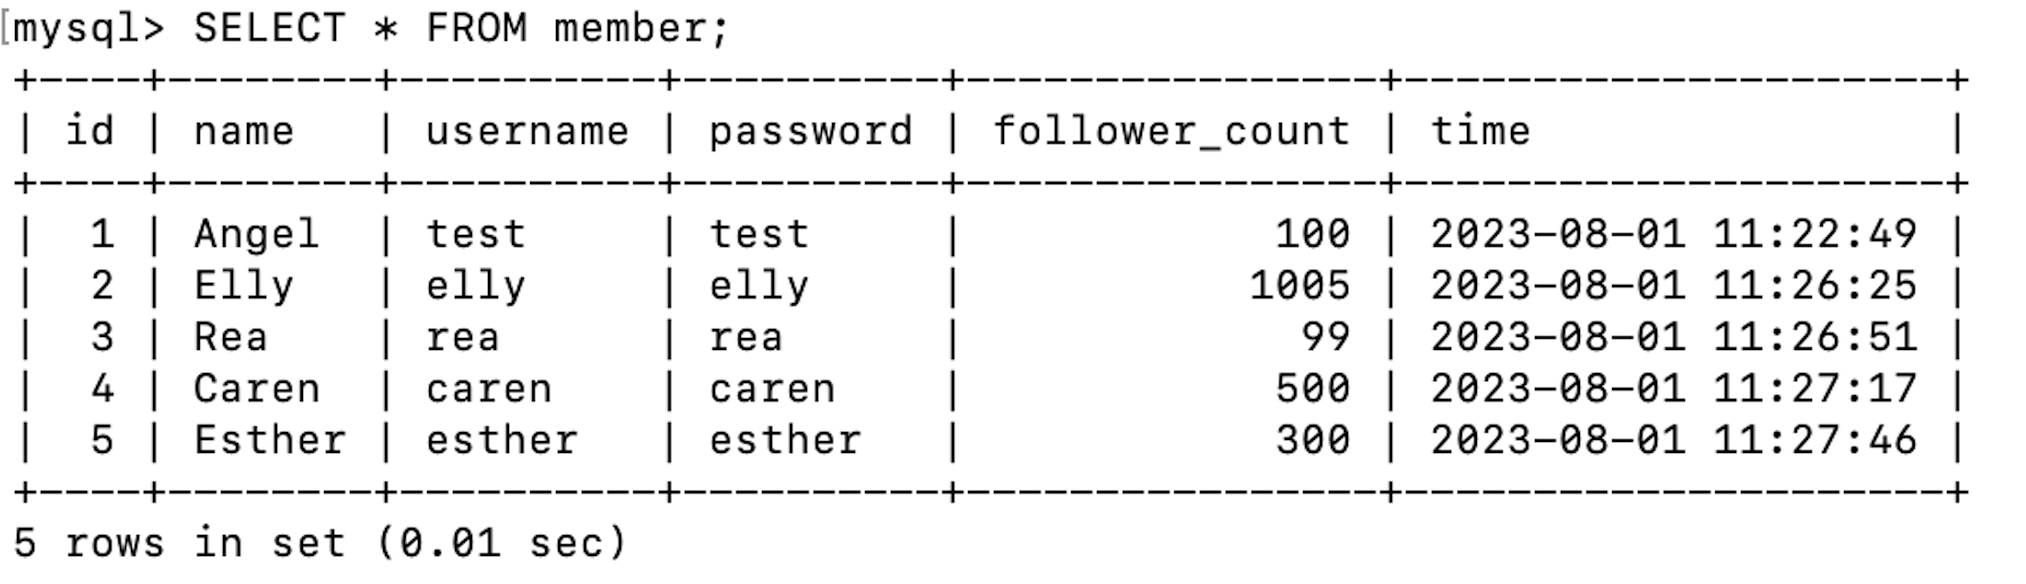 [mysql> SELECT * FROM member;
+----+--------+----------+----------+----------------+---------------------+
| id | name   | username | password | follower_count | time                |
+----+--------+----------+----------+----------------+---------------------+
|  1 | Angel  | test     | test     |            100 | 2023-08-01 11:22:49 |
|  2 | Elly   | elly     | elly     |           1005 | 2023-08-01 11:26:25 |
|  3 | Rea    | rea      | rea      |             99 | 2023-08-01 11:26:51 |
|  4 | Caren  | caren    | caren    |            500 | 2023-08-01 11:27:17 |
|  5 | Esther | esther   | esther   |            300 | 2023-08-01 11:27:46 |
+----+--------+----------+----------+----------------+---------------------+
5 rows in set (0.01 sec)